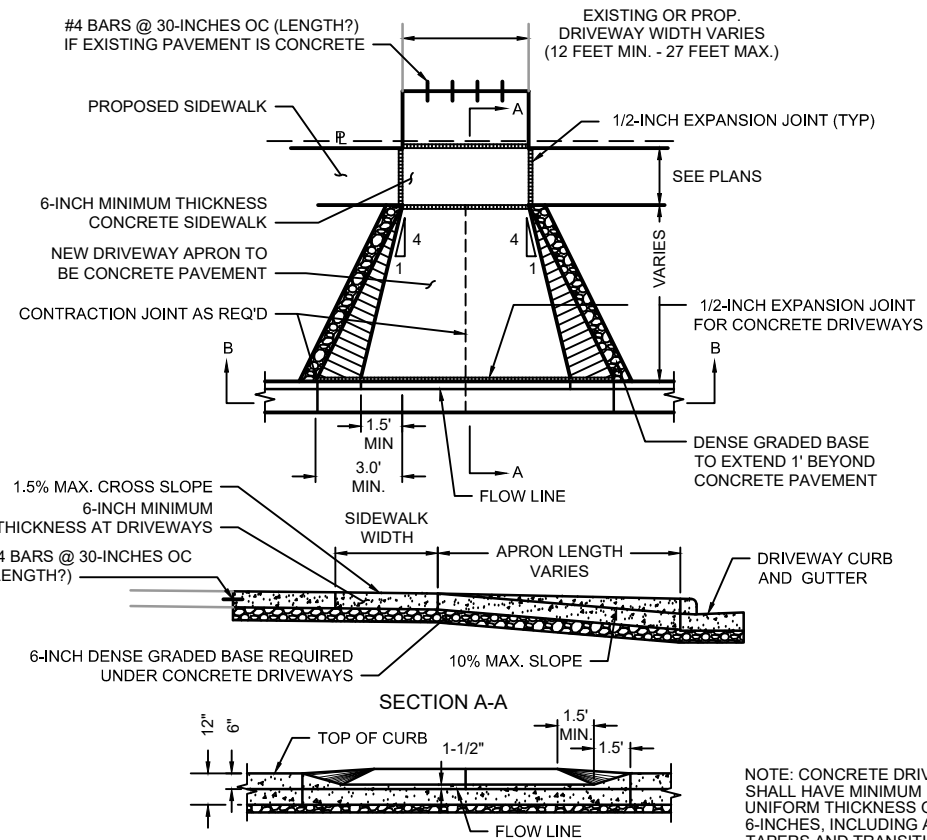 #4 BARS @ 30-INCHES OC (LENGTH?)
IF EXISTING PAVEMENT IS CONCRETE
EXISTING OR PROP.
DRIVEWAY WIDTH VARIES
(12 FEET MIN. - 27 FEET MAX.)
PROPOSED SIDEWALK
A
1/2-INCH EXPANSION JOINT (TYP)
PL
SEE PLANS
6-INCH MINIMUM THICKNESS
CONCRETE SIDEWALK
4
1
4
1
NEW DRIVEWAY APRON TO
BE CONCRETE PAVEMENT
VARIES
CONTRACTION JOINT AS REQ'D
1/2-INCH EXPANSION JOINT
FOR CONCRETE DRIVEWAYS
B
B
1.5'
MIN
3.0'
MIN.
A
FLOW LINE
DENSE GRADED BASE
TO EXTEND 1' BEYOND
CONCRETE PAVEMENT
1.5% MAX. CROSS SLOPE
6-INCH MINIMUM
THICKNESS AT DRIVEWAYS
4 BARS @ 30-INCHES OC
LENGTH?)
SIDEWALK
WIDTH
APRON LENGTH
VARIES
DRIVEWAY CURB
AND GUTTER
6-INCH DENSE GRADED BASE REQUIRED
UNDER CONCRETE DRIVEWAYS
10% MAX. SLOPE
SECTION A-A
12"
6"
TOP OF CURB
1-1/2"
1.5'
MIN.
1.5'
FLOW LINE
NOTE: CONCRETE DRIV
SHALL HAVE MINIMUM
UNIFORM THICKNESS O
6-INCHES, INCLUDING A